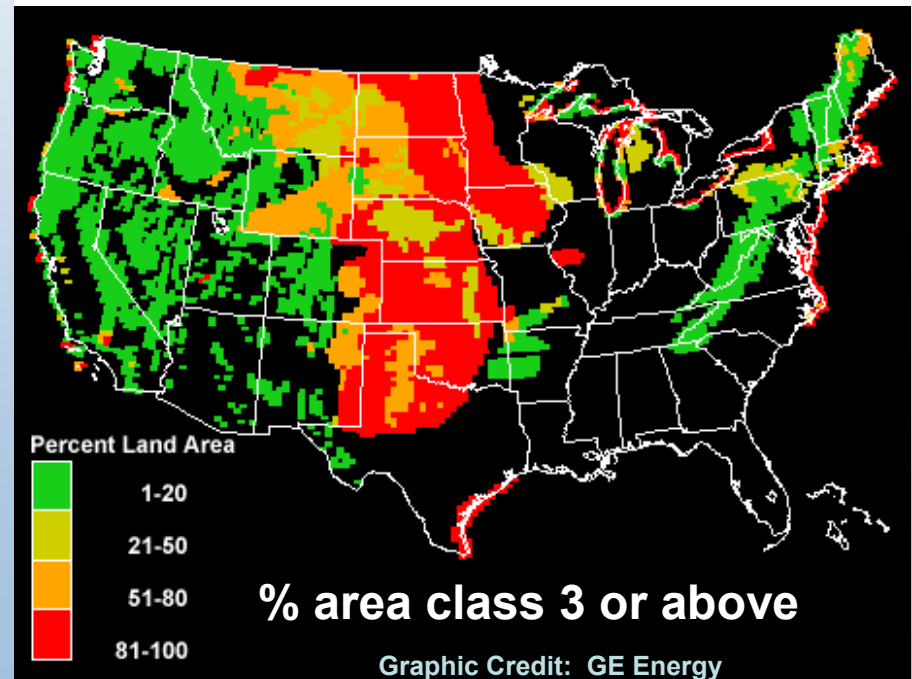 Percent Land Area
1-20
21-50
51-80
81-100
% area class 3 or above
Graphic Credit: GE Energy